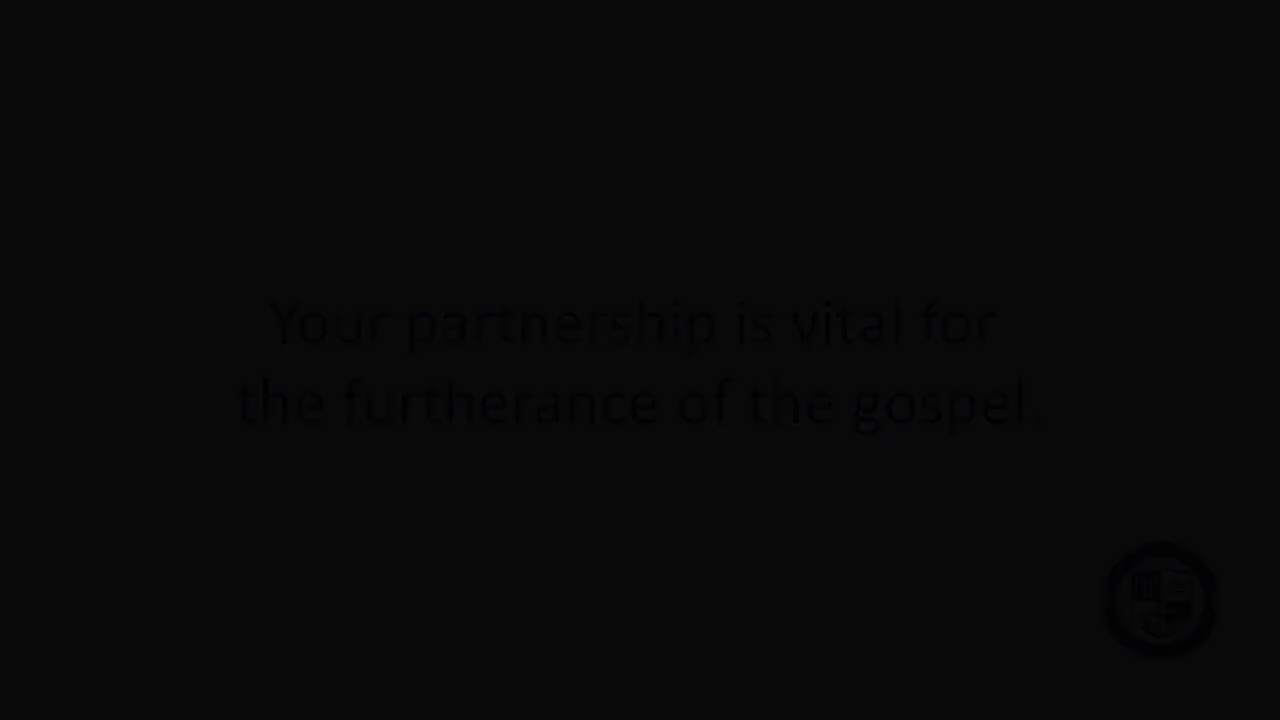 Your partnership is vital for
the furtherance of the gospel.